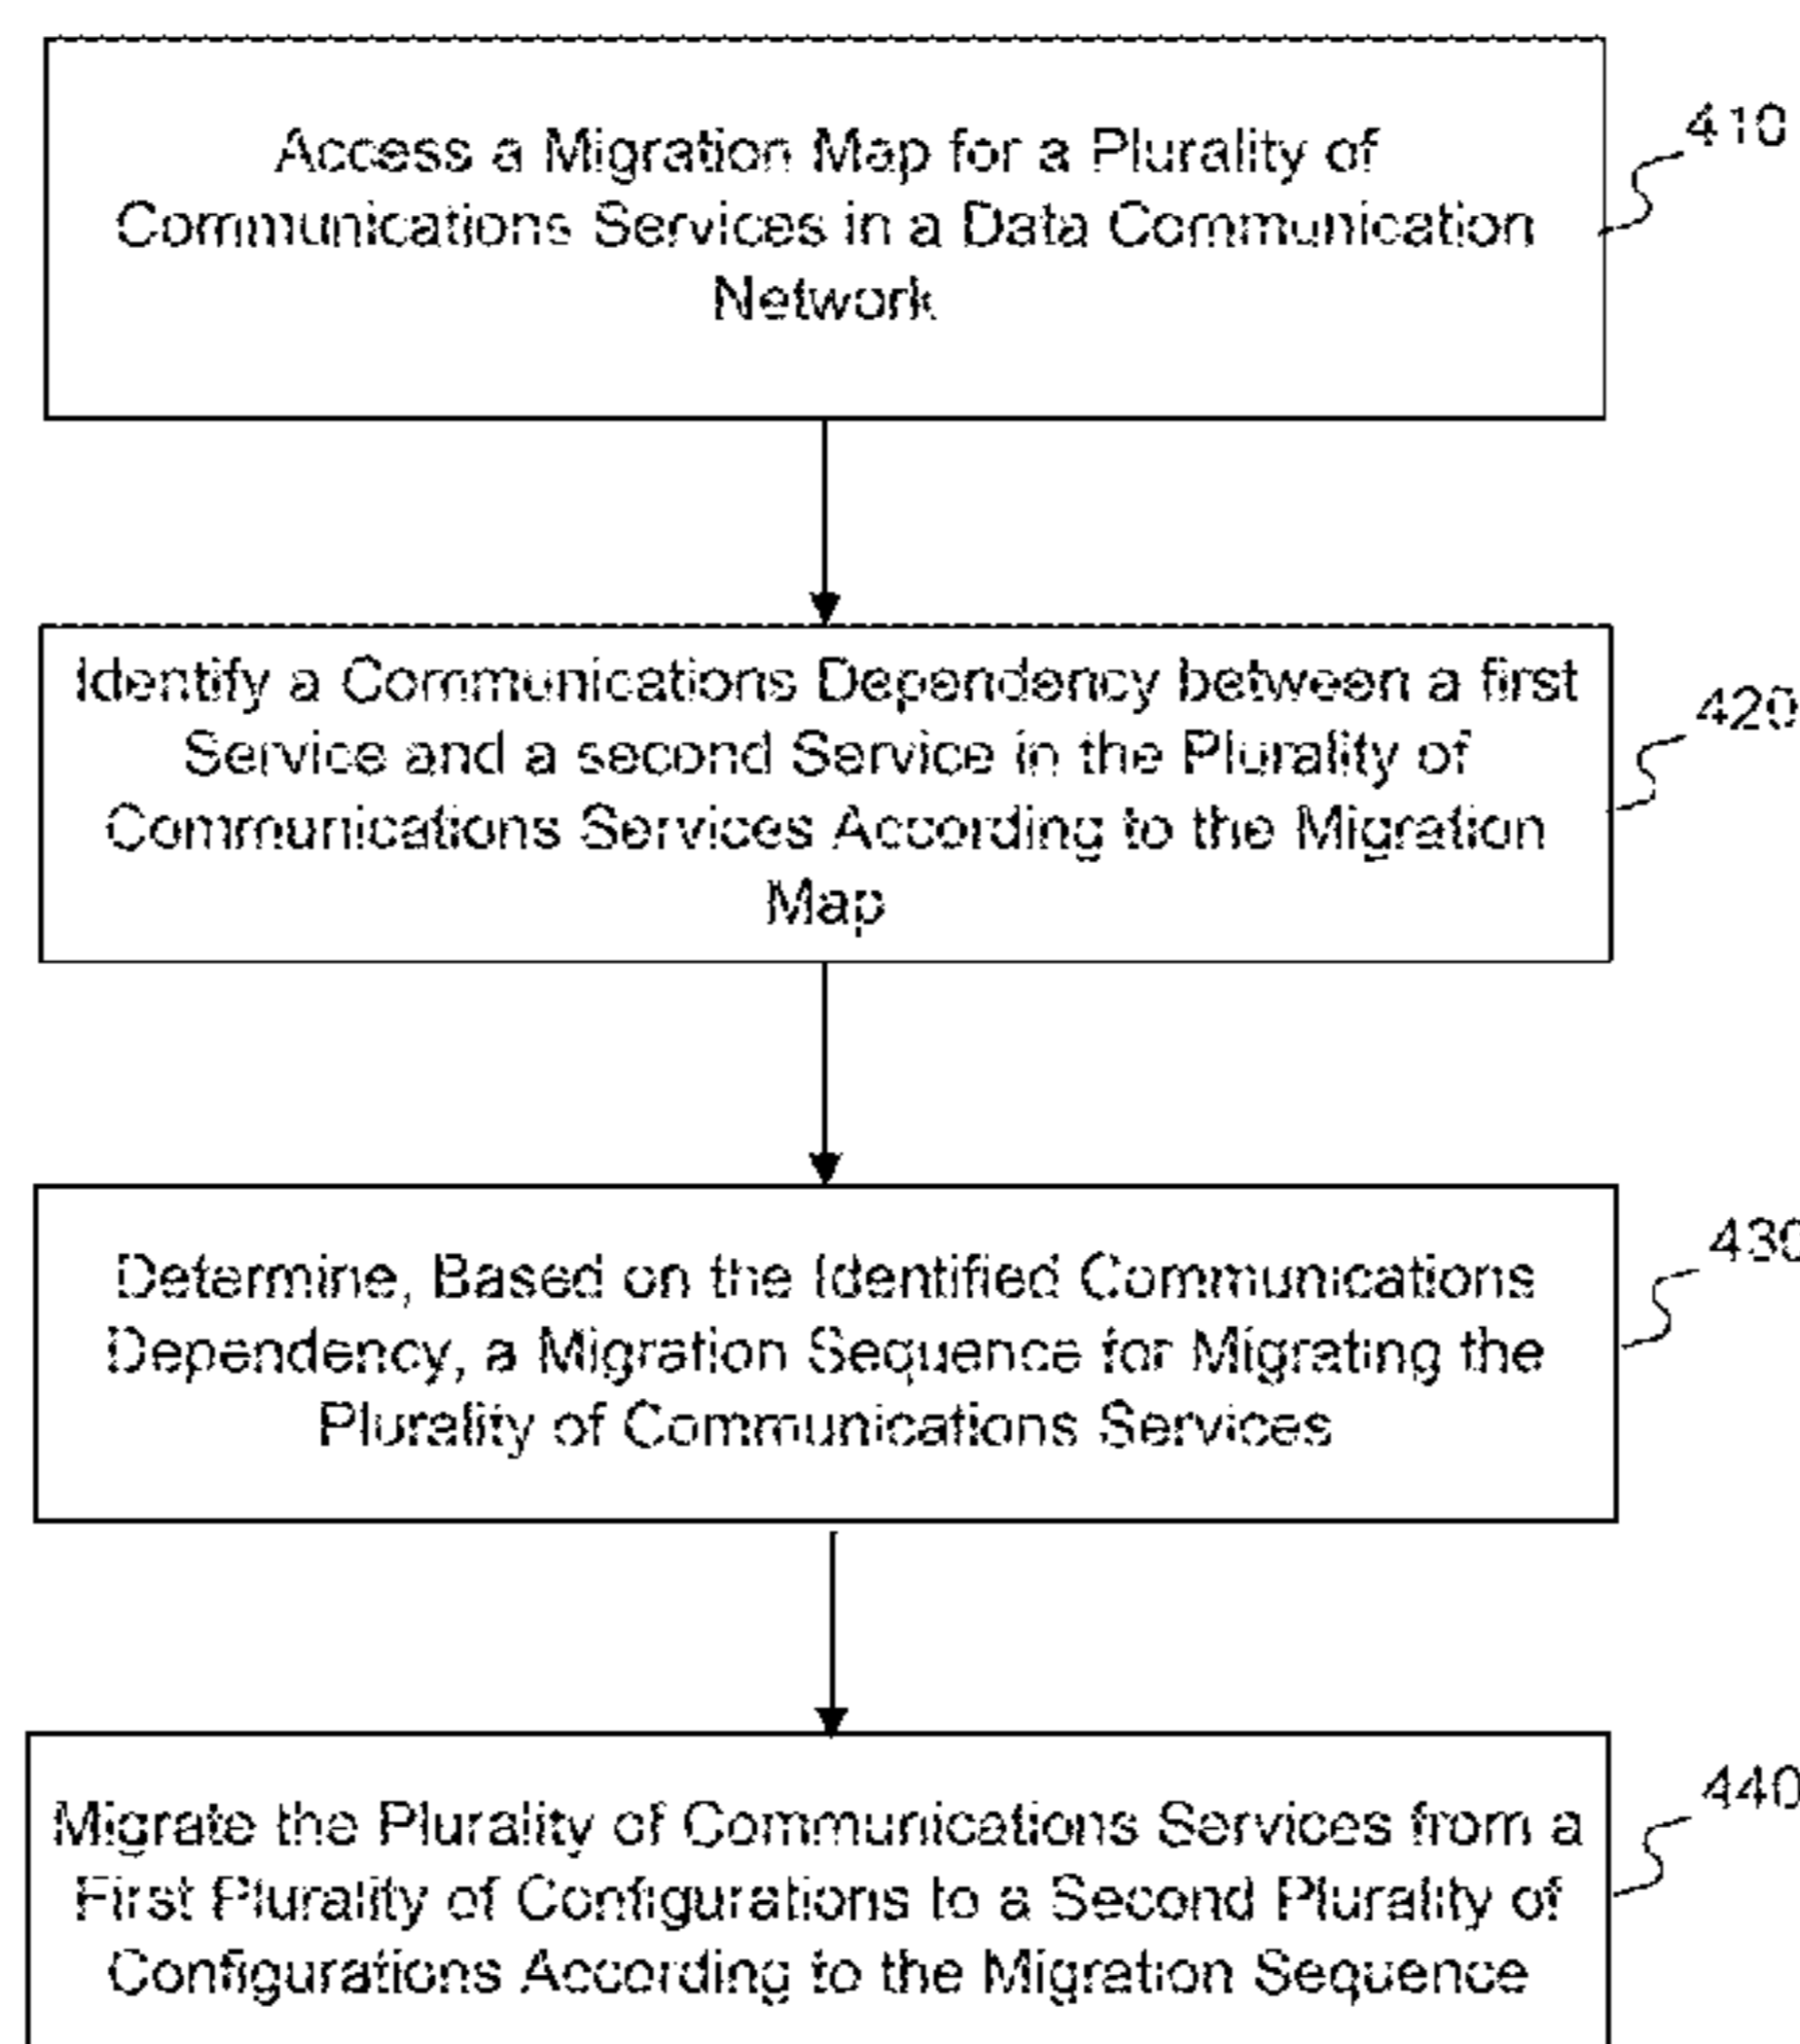 Access a Migration Map for a Plurality of
Communications Services in a Data Communication
Network
410
Identify a Communications Dependency between a first
Service and a second Service in the Plurality of
Communications Services According to the Migration
Map
420
Determine, Based on the Identified Communications
Dependency, a Migration Sequence for Migrating the
Plurality of Communications Services
430
Migrate the Plurality of Communications Services from a
First Plurality of Configurations to a Second Plurality of
Configurations According to the Migration Sequence
440